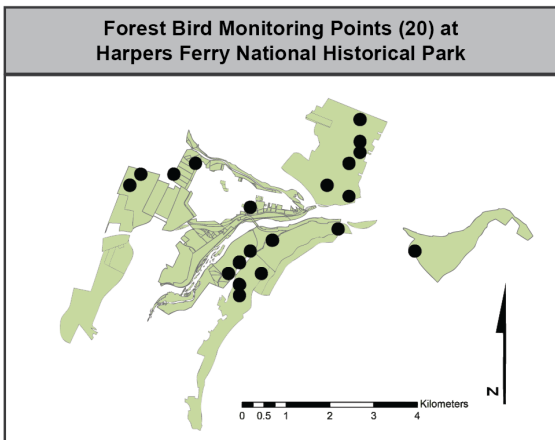 Forest Bird Monitoring Points (20) at
Harpers Ferry National Historical Park
N
Kilometers
0 0.5 1 2 3 4